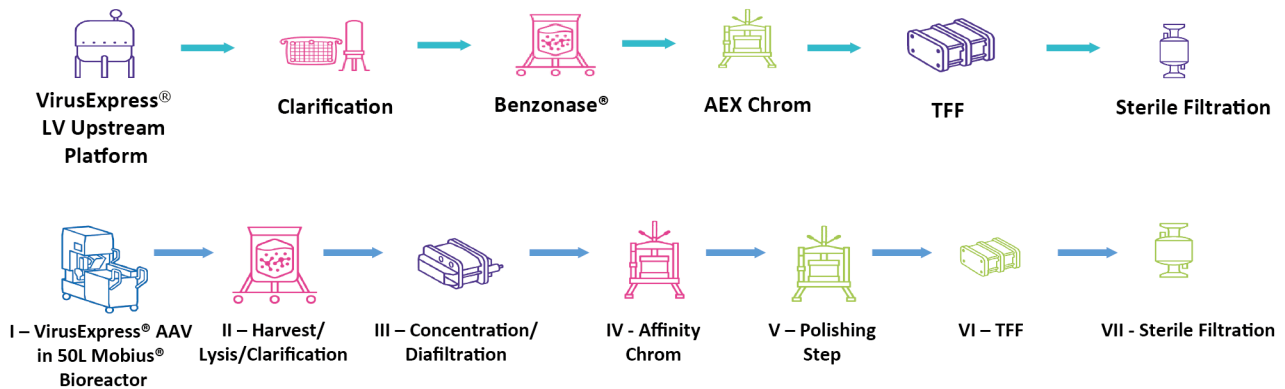 VirusExpress®
LV Upstream
Platform
Clarification
Benzonase®
AEX Chrom
TFF
Sterile Filtration
I – VirusExpress® AAV
in 50L Mobius®
Bioreactor
II – Harvest/
Lysis/Clarification
III – Concentration/
Diafiltration
IV - Affinity
Chrom
V – Polishing
Step
VI – TFF
VII - Sterile Filtration